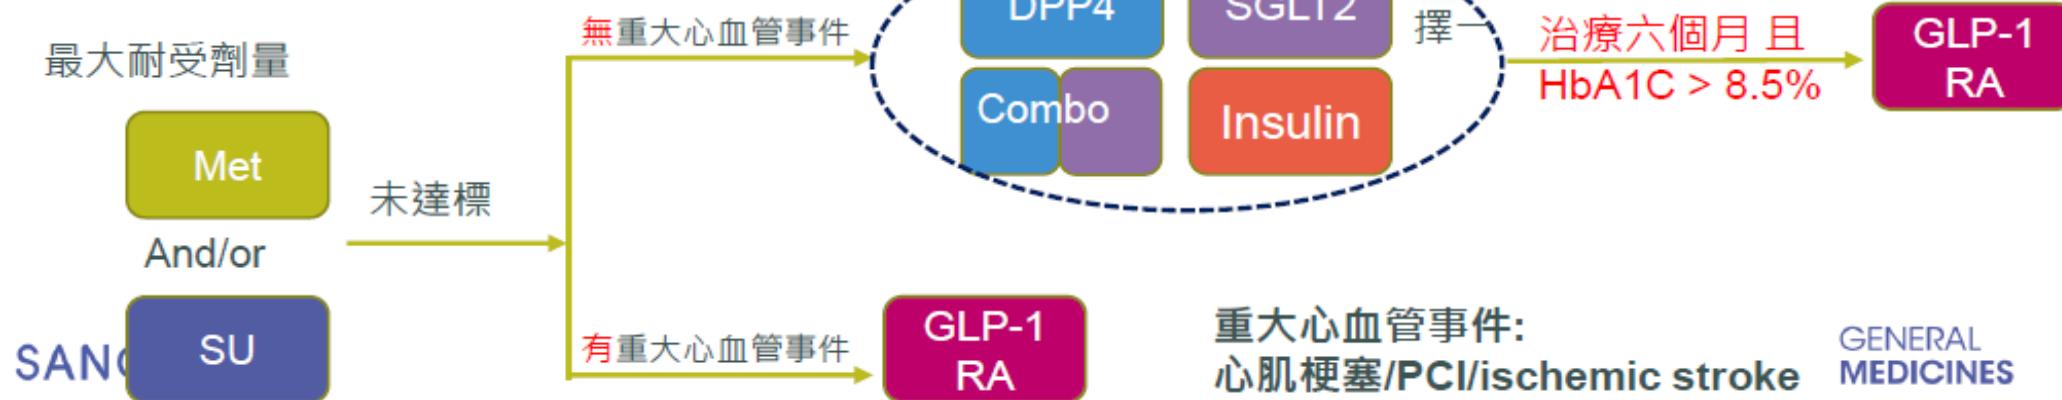 最大耐受劑量
Met
And/or
SU
未達標
無重大心血管事件
DPP4
SGLT2
擇一
Combo
Insulin
治療六個月 且
HbA1C > 8.5%
GLP-1
RA
有重大心血管事件
GLP-1
RA
重大心血管事件:
心肌梗塞/PCI/ischemic stroke
GENERAL
MEDICINES